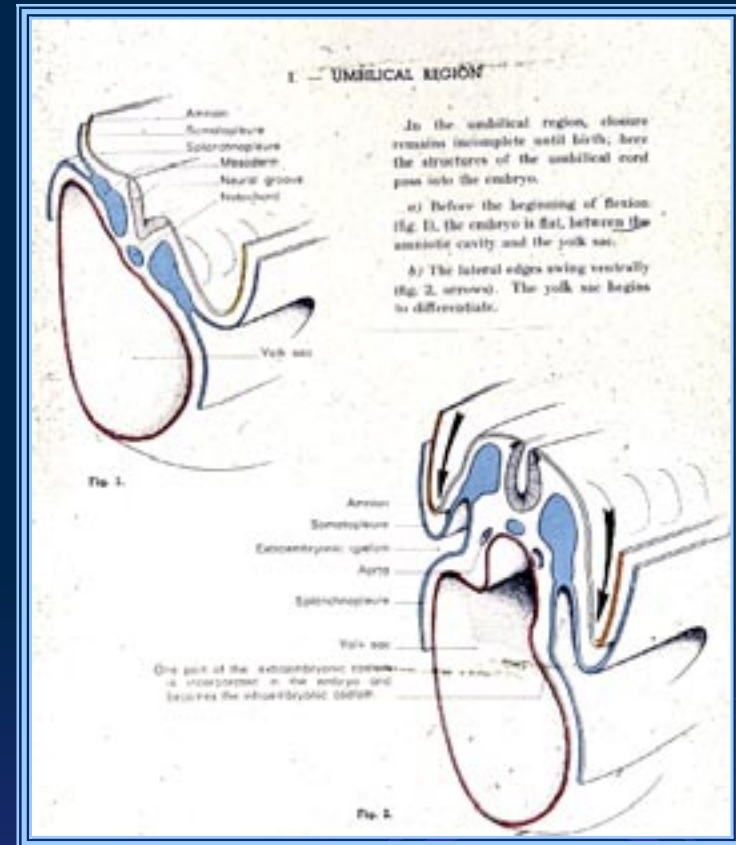 I. — UMBILICAL REGION
In the umbilical region, closure
remains incomplete until birth; here
the structures of the umbilical cord
pass into the embryo.
a) Before the beginning of flexion
(fig. 1), the embryo is flat, between the
amniotic cavity and the yolk sac.
b) The lateral edges swing ventrally
(fig. 2, arrows). The yolk sac begins
to differentiate.
Amnion
Somatopleure
Splanchnopleure
Mesoderm
Neural groove
Notochord
Yolk sac
Fig. 1.
Amnion
Somatopleure
Extraembryonic coelom
Aorta
Splanchnopleure
Yolk sac
One part of the extraembryonic coelom
is incorporated in the embryo and
becomes the intraembryonic coelom
Fig. 2.